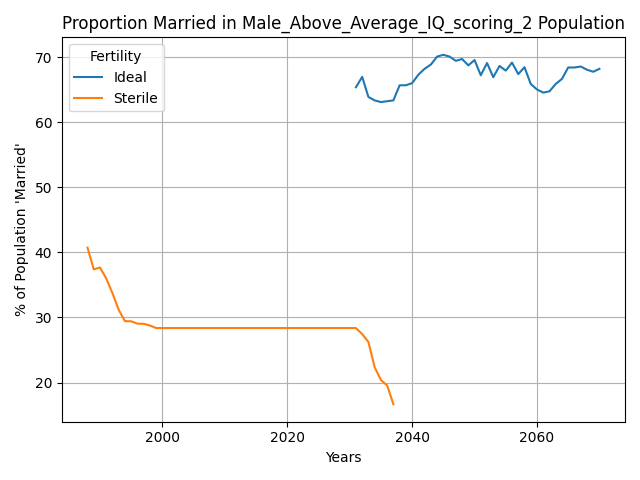 Proportion Married in Male_Above_Average_IQ_scoring_2 Population
% of Population 'Married'
Fertility
Ideal
Sterile
70
60
50
40
30
20
2000
2020
2040
2060
Years